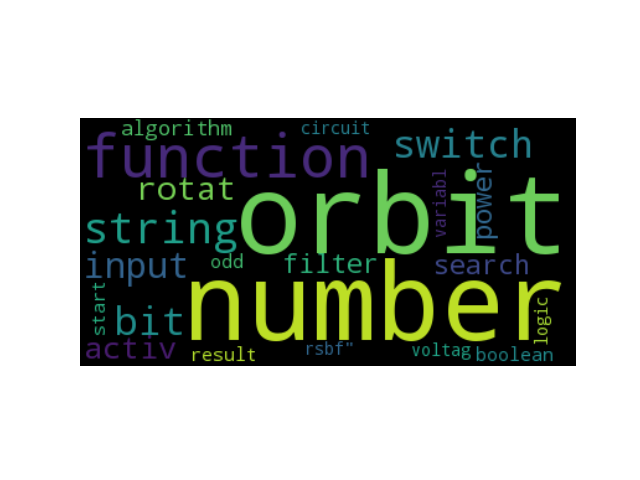 algorithm
circuit
function
switch
rotat
orbit
variabl
power
string
input
odd
filter
search
number
start
bit
logic
activ
result
rsbf"
voltag
boolean